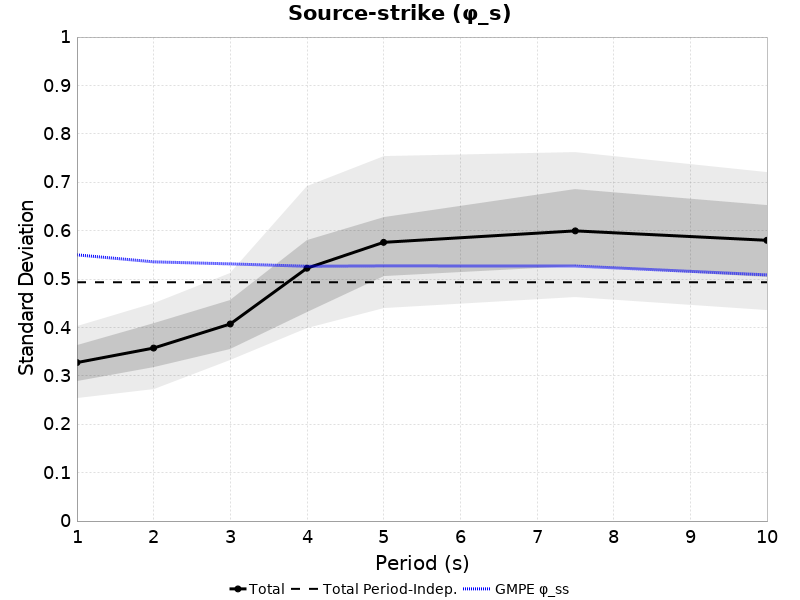 Source-strike (φ_s)
Standard Deviation
1
0.9
0.8
0.7
0.6
0.5
0.4
0.3
0.2
0.1
0
1 2 3 4 5 6 7 8 9 10
Period (s)
Total Total Period-Indep. GMPE φ_ss